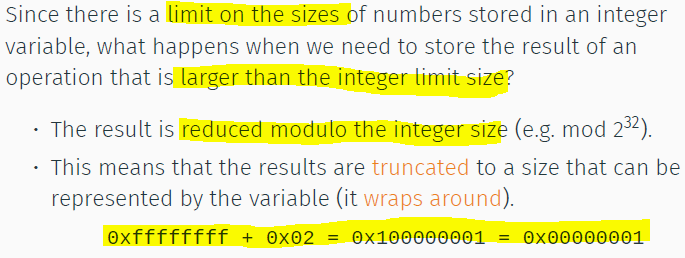 Since there is a limit on the sizes of numbers stored in an integer
variable, what happens when we need to store the result of an
operation that is larger than the integer limit size?
• The result is reduced modulo the integer size (e.g. mod 2³²).
• This means that the results are truncated to a size that can be
represented by the variable (it wraps around).
0xffffffff + 0x02 = 0x100000001 = 0x00000001